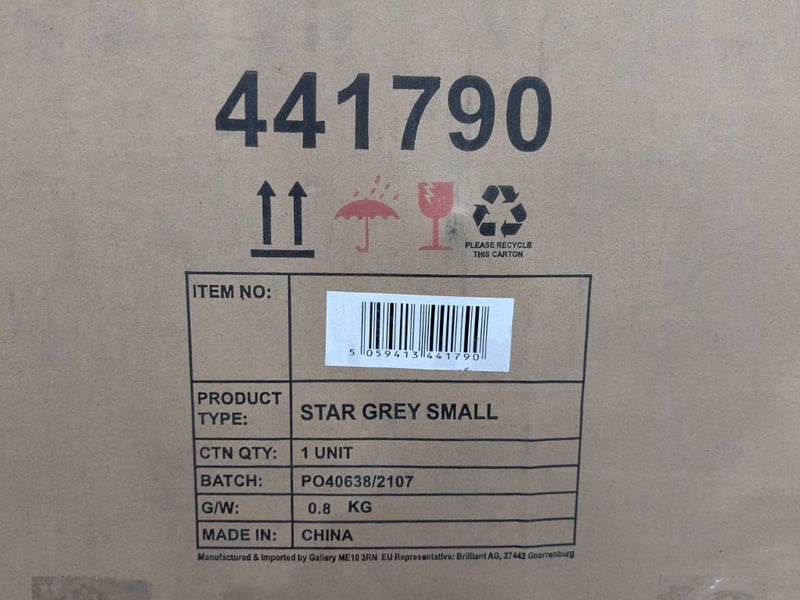 441790
PLEASE RECYCLE
THIS CARTON
ITEM NO:
5 059413 441790
PRODUCT TYPE: STAR GREY SMALL
CTN QTY: 1 UNIT
BATCH: PO40638/2107
G/W: 0.8 KG
MADE IN: CHINA
Manufactured & Imported by Gallery ME10 3RN EU Representative: Brilliant AG, 27442 Gnarrenburg